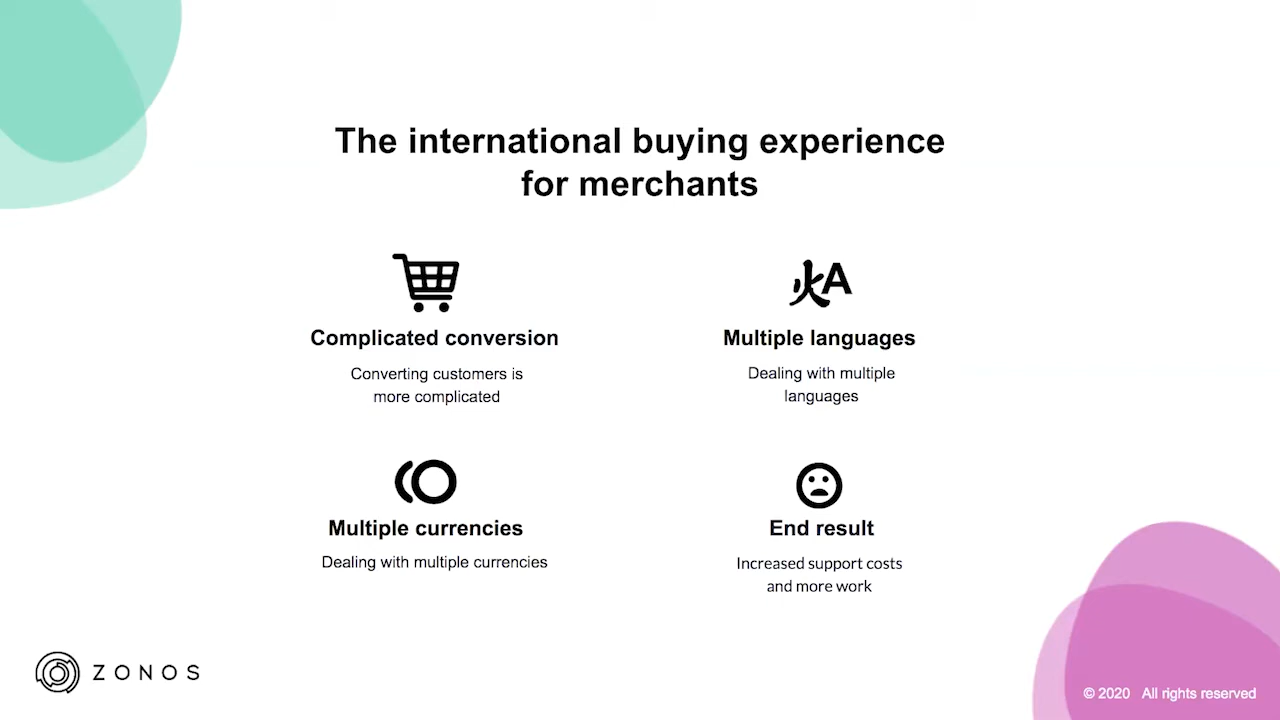 The international buying experience
for merchants
火A
Complicated conversion
Converting customers is
more complicated
Multiple languages
Dealing with multiple
languages
Multiple currencies
Dealing with multiple currencies
End result
Increased support costs
and more work
ZONOS
© 2020 All rights reserved